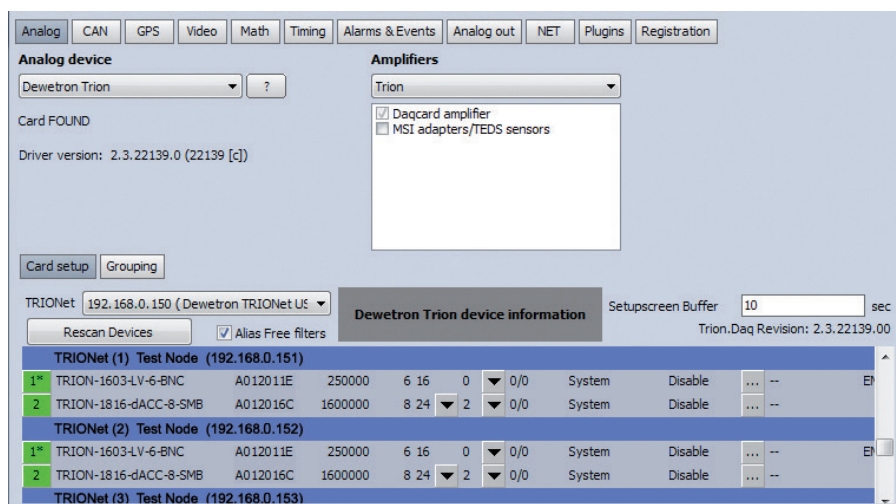 Analog CAN GPS Video Math Timing Alarms & Events Analog out NET Plugins Registration
Analog device Amplifiers
Dewetron Trion ? Trion
Daqcard amplifier
MSI adapters/TEDS sensors
Card FOUND
Driver version: 2.3.22139.0 (22139 [c])
Card setup Grouping
TRIONet 192.168.0.150 ( Dewetron TRIONet Dewetron Trion device information Setupscreen Buffer 10 sec
Rescan Devices Alias Free filters Trion.Daq Revision: 2.3.22139.00
TRIONet (1) Test Node (192.168.0.151)
1* TRION-1603-LV-6-BNC A012011E 250000 6 16 0 0/0 System Disable ... --
2 TRION-1816-dACC-8-SMB A012016C 1600000 8 24 2 0/0 System Disable ... --
TRIONet (2) Test Node (192.168.0.152)
1* TRION-1603-LV-6-BNC A012011E 250000 6 16 0 0/0 System Disable ... --
2 TRION-1816-dACC-8-SMB A012016C 1600000 8 24 2 0/0 System Disable ... --
TRIONet (3) Test Node (192.168.0.153)